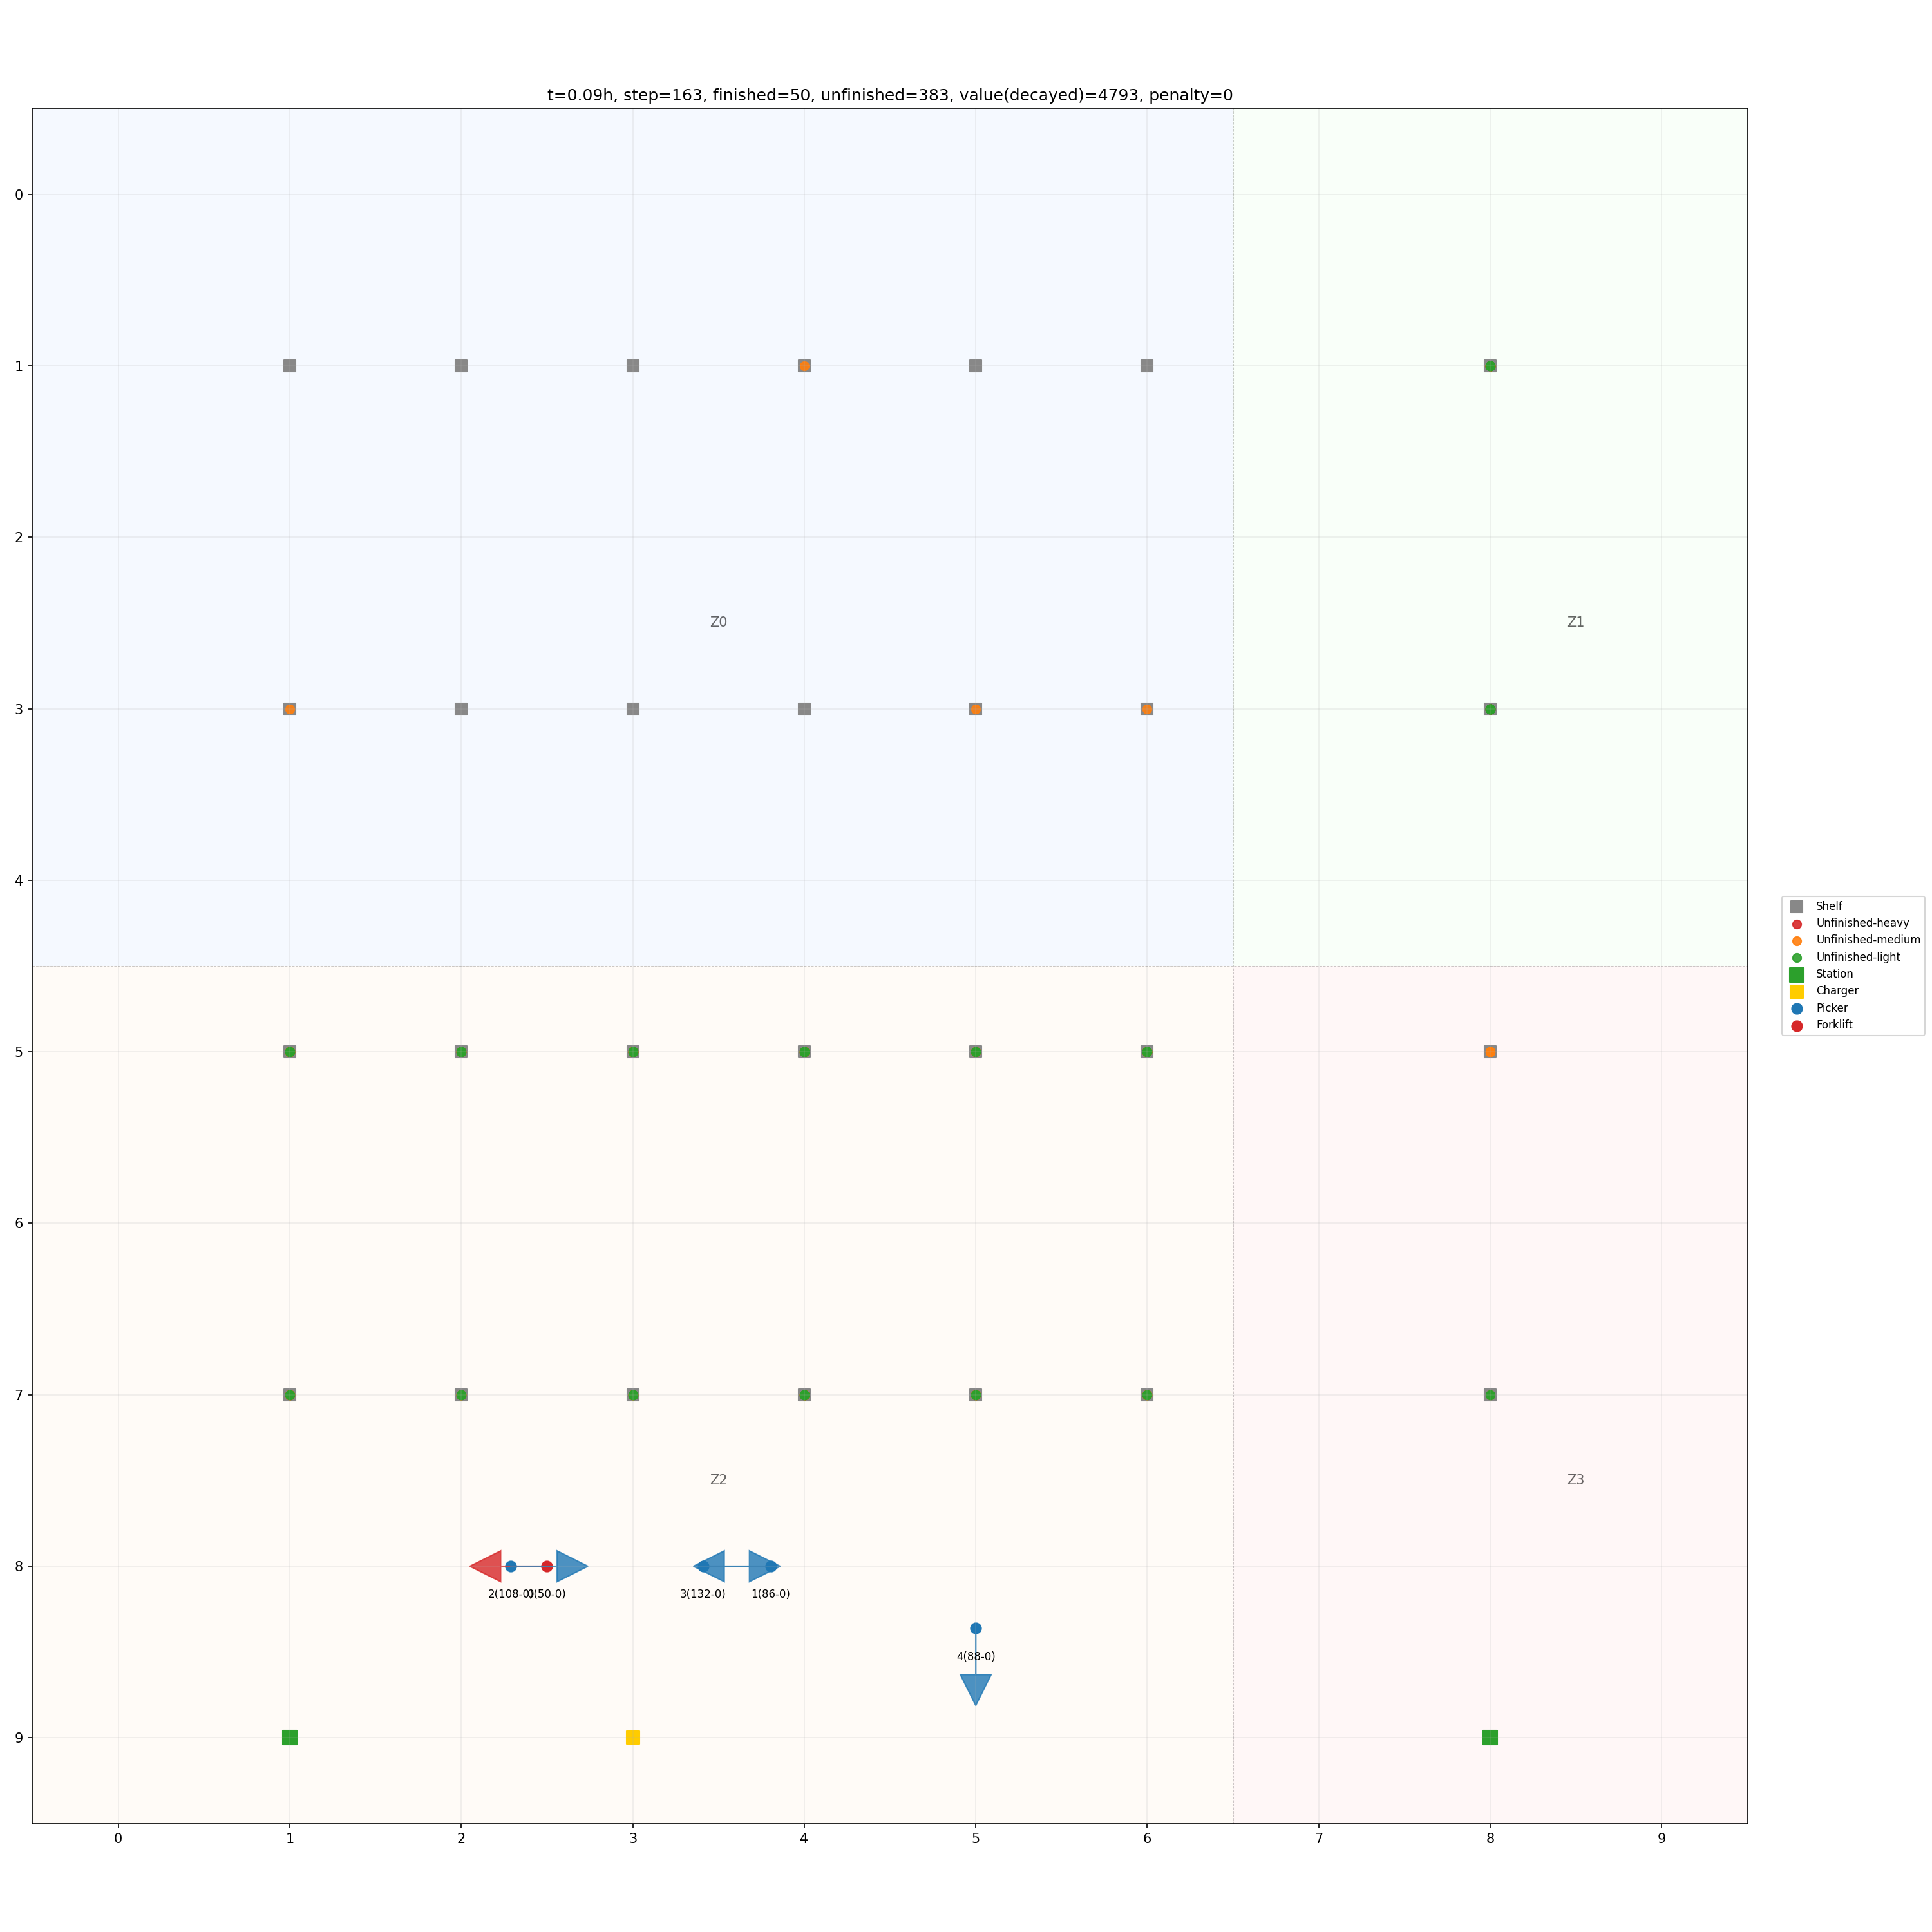 t=0.09h, step=163, finished=50, unfinished=383, value(decayed)=4793, penalty=0
0
1
2
Z0
Z1
3
4
Shelf
Unfinished-heavy
Unfinished-medium
Unfinished-light
Station
Charger
Picker
Forklift
5
6
7
Z2
Z3
8
2(108-0)
0(50-0)
3(132-0)
1(86-0)
4(88-0)
9
0 1 2 3 4 5 6 7 8 9